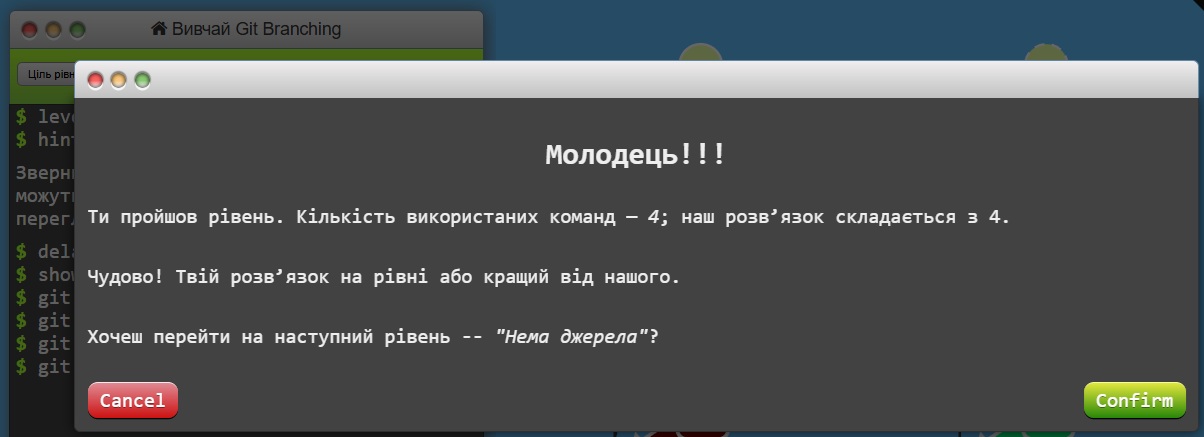 Вивчай Git Branching
Ціль рівн
$ leve
$ hint
Зверн
можут
перег
$ dela
$ show
$ git
$ git
$ git
$ git
Молодець!!!
Ти пройшов рівень. Кількість використаних команд — 4; наш розв’язок складається з 4.
Чудово! Твій розв’язок на рівні або кращий від нашого.
Хочеш перейти на наступний рівень -- "Нема джерела"?
Cancel
Confirm